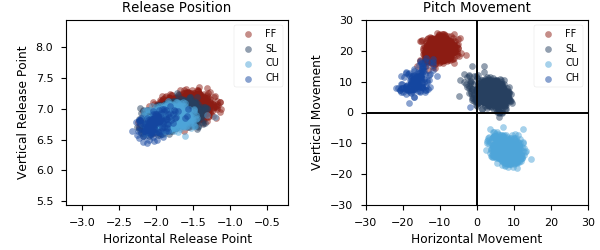 Release Position
Vertical Release Point
8.0
7.5
7.0
6.5
6.0
5.5
−3.0 −2.5 −2.0 −1.5 −1.0 −0.5
Horizontal Release Point
FF
SL
CU
CH
Pitch Movement
Vertical Movement
30
20
10
0
−10
−20
−30
−30 −20 −10 0 10 20 30
Horizontal Movement
FF
SL
CU
CH